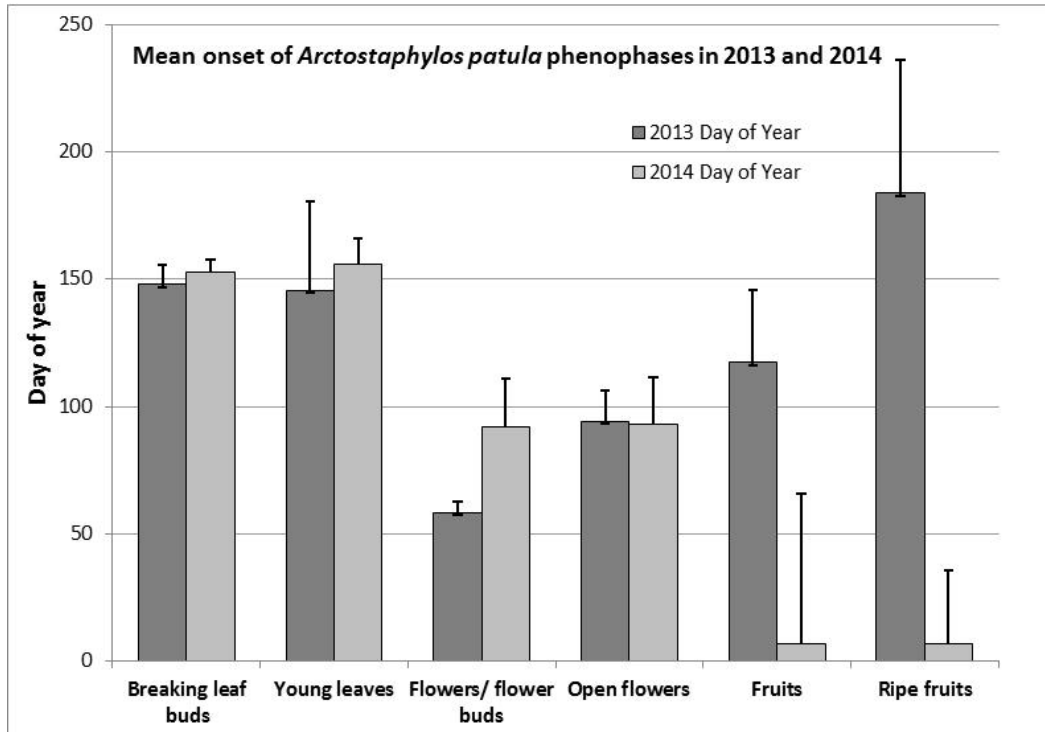 Mean onset of Arctostaphylos patula phenophases in 2013 and 2014
2013 Day of Year
2014 Day of Year
Day of year
250
200
150
100
50
0
Breaking leaf buds
Young leaves
Flowers/ flower buds
Open flowers
Fruits
Ripe fruits